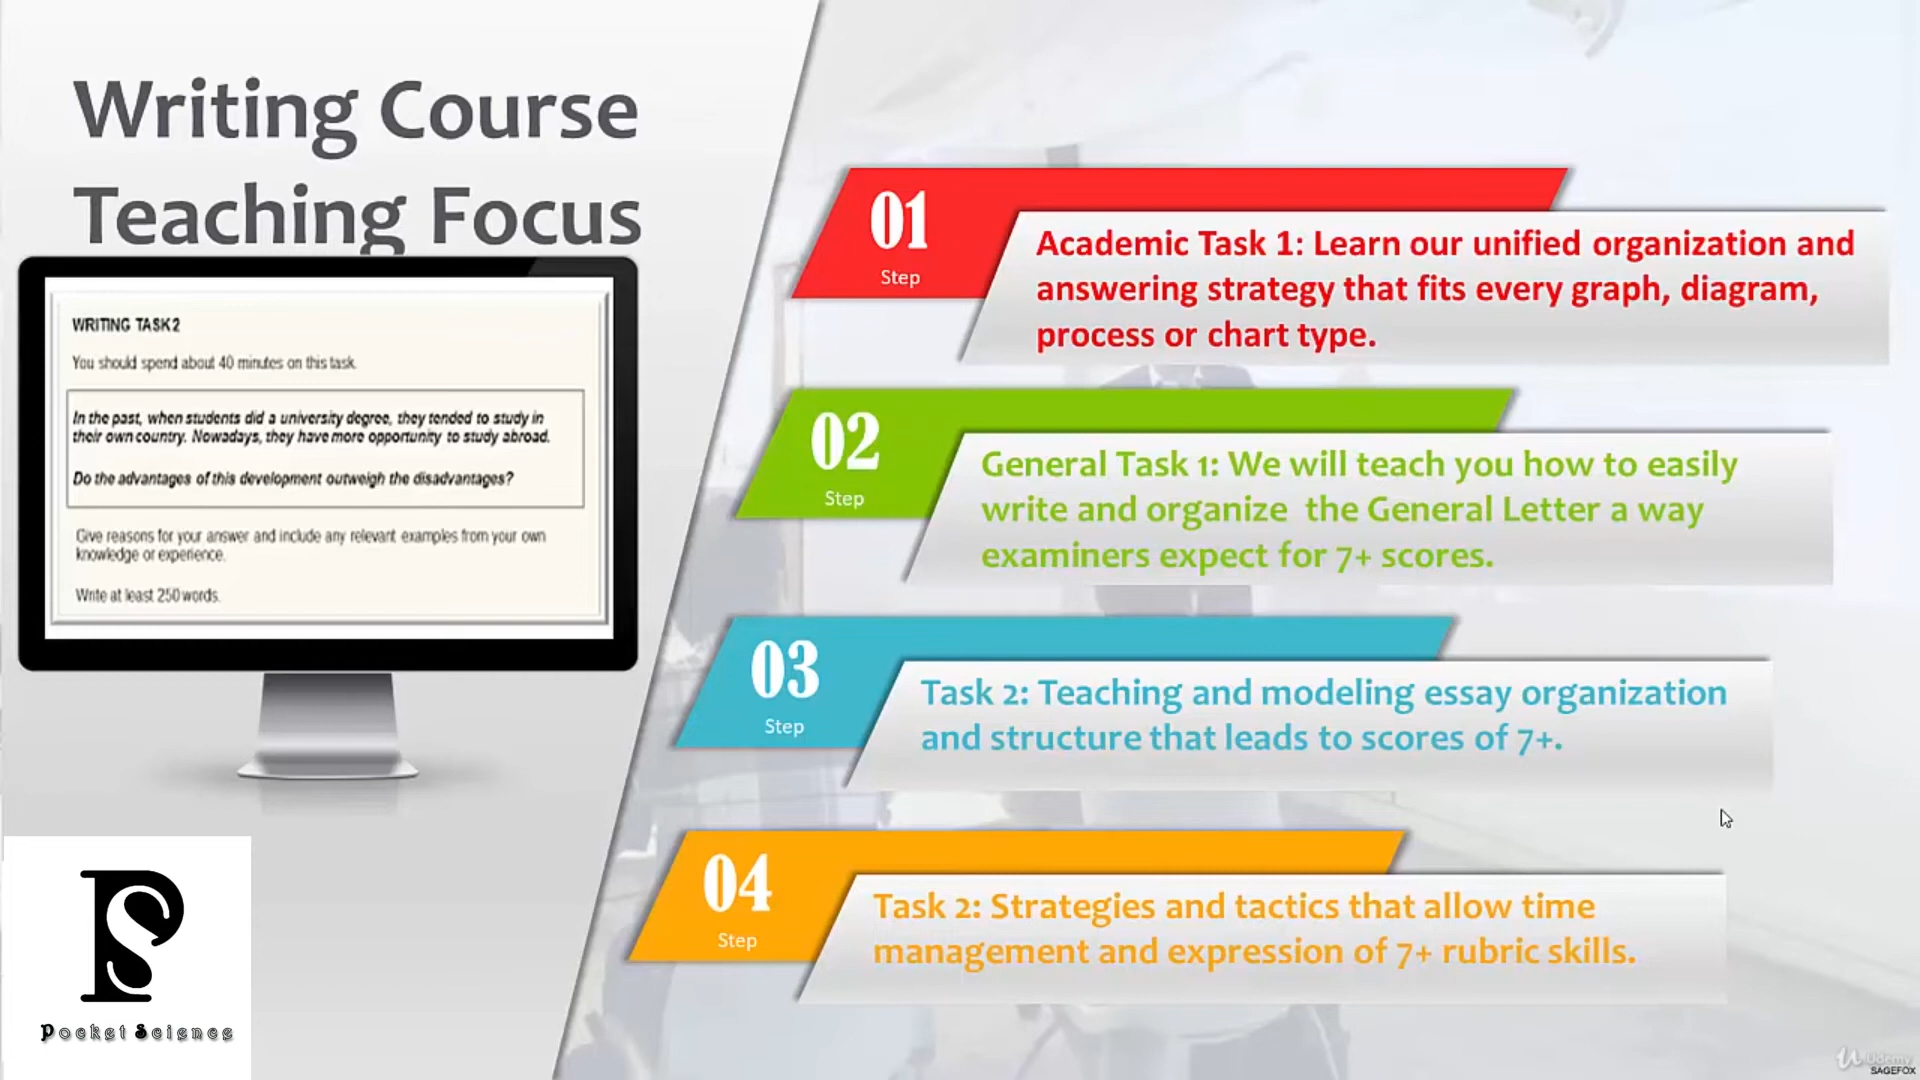 Writing Course
Teaching Focus
WRITING TASK 2
You should spend about 40 minutes on this task.
In the past, when students did a university degree, they tended to study in
their own country. Nowadays, they have more opportunity to study abroad.
Do the advantages of this development outweigh the disadvantages?
Give reasons for your answer and include any relevant examples from your own
knowledge or experience.
Write at least 250 words.
Pocket Science
01
Step
Academic Task 1: Learn our unified organization and
answering strategy that fits every graph, diagram,
process or chart type.
02
Step
General Task 1: We will teach you how to easily
write and organize  the General Letter a way
examiners expect for 7+ scores.
03
Step
Task 2: Teaching and modeling essay organization
and structure that leads to scores of 7+.
04
Step
Task 2: Strategies and tactics that allow time
management and expression of 7+ rubric skills.
Udemy
SAGEFOX